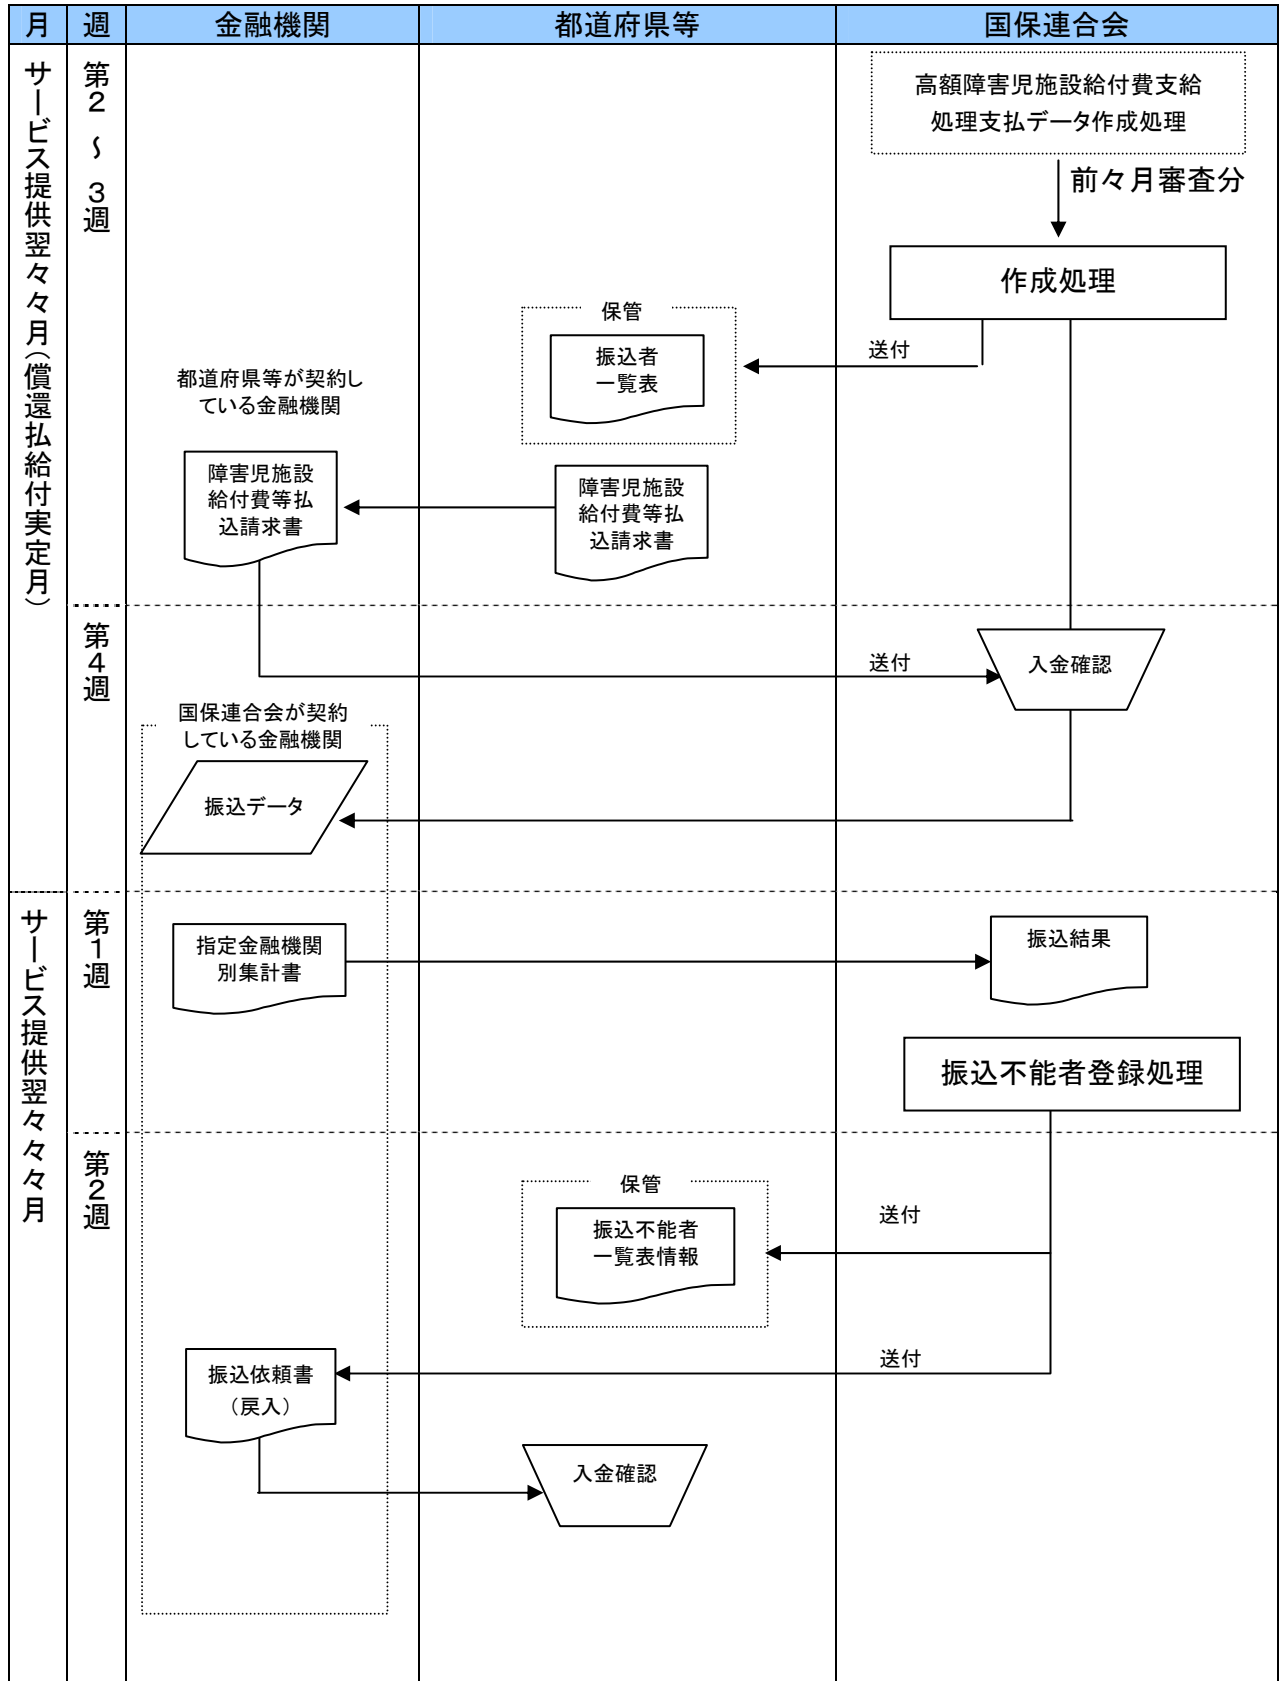 月 週 金融機関 都道府県等 国保連合会
サービス提供翌々月（償還払給付実定月）
第２～３週
高額障害児施設給付費支給
処理支払データ作成処理
前々月審査分
作成処理
保管
振込者
一覧表
送付
都道府県等が契約し
ている金融機関
障害児施設
給付費等払
込請求書
障害児施設
給付費等払
込請求書
第４週
送付
入金確認
国保連合会が契約
している金融機関
振込データ
サービス提供翌々々月
第１週
指定金融機関
別集計書
振込結果
振込不能者登録処理
第２週
保管
振込不能者
一覧表情報
送付
振込依頼書
（戻入）
送付
入金確認